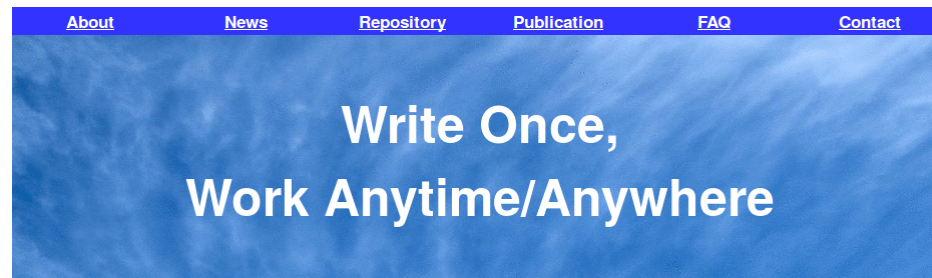 About News Repository Publication FAQ Contact
Write Once,
Work Anytime/Anywhere